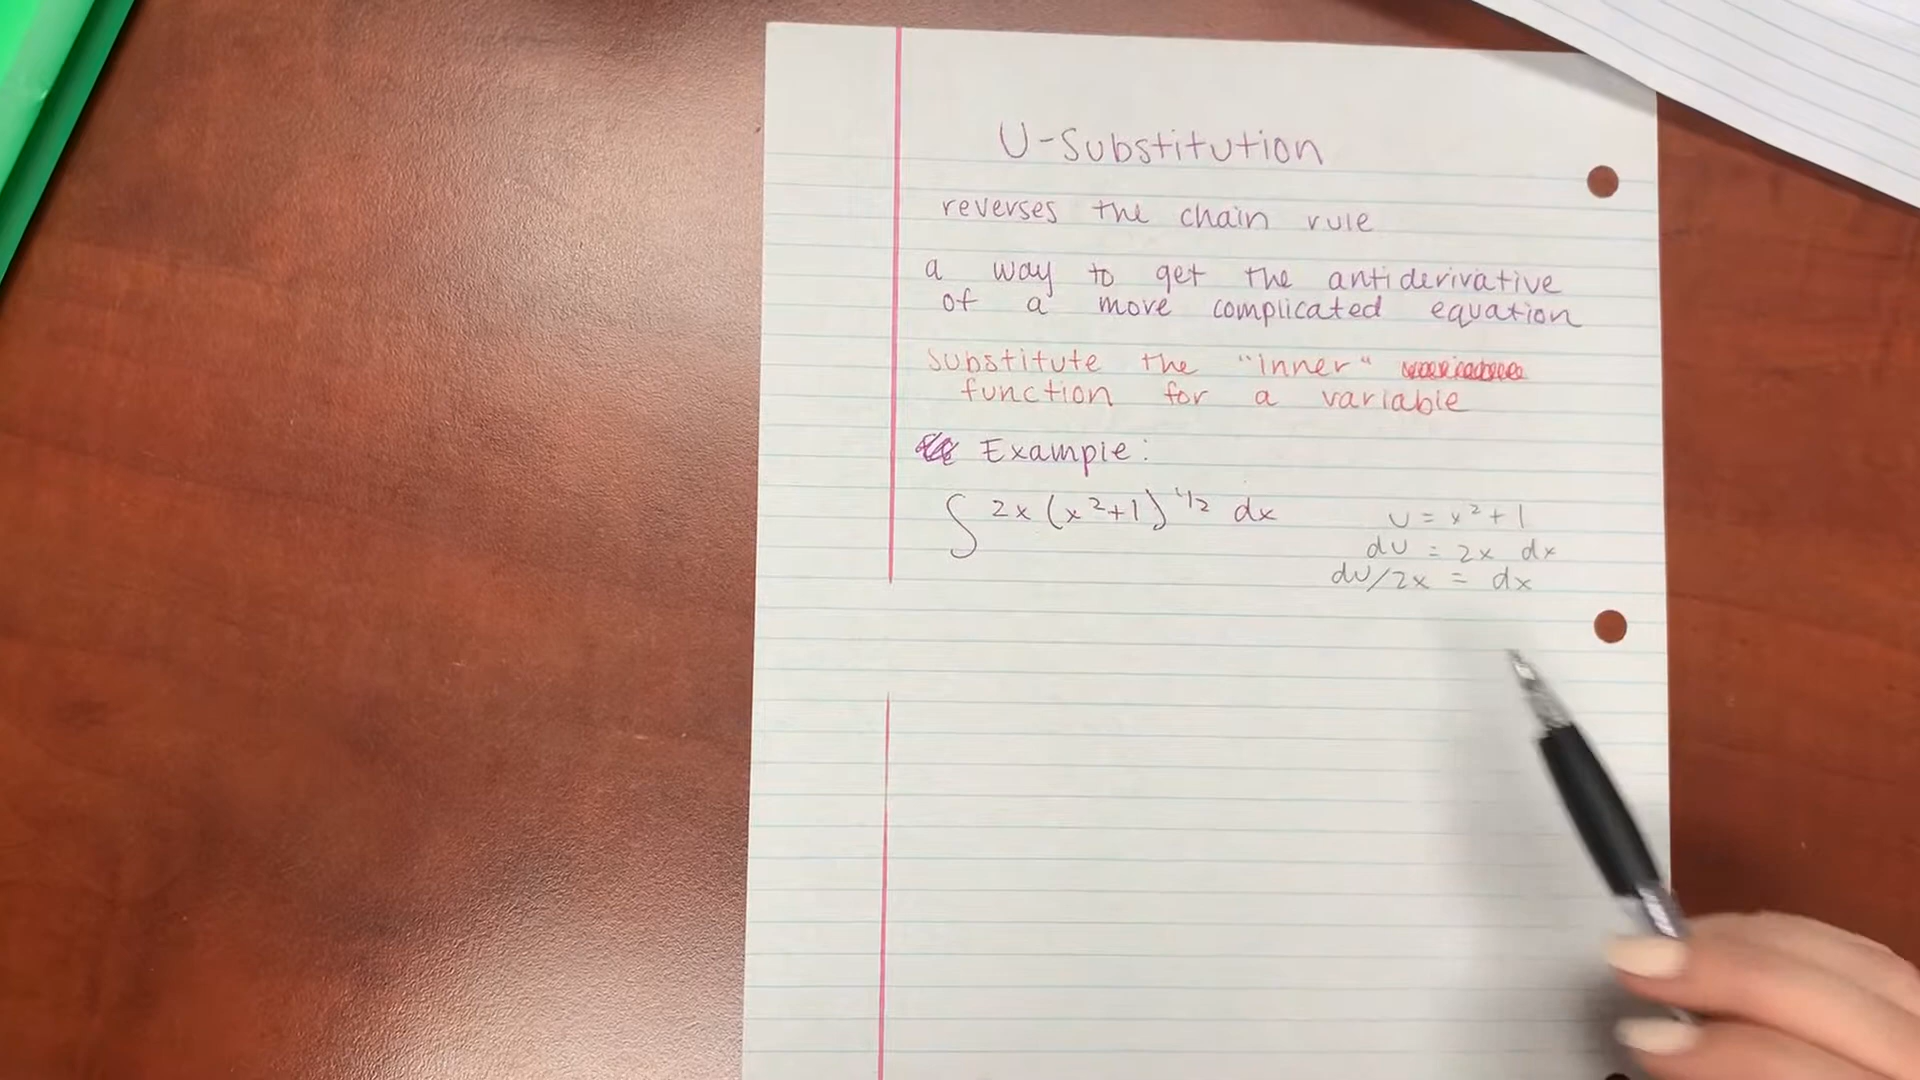 U-Substitution
reverses the chain rule
a way to get the antiderivative
of a more complicated equation
Substitute the "inner"
function for a variable
Example:
∫ 2x (x²+1)^1/2 dx
U = x²+1
dU = 2x dx
dU/2x = dx